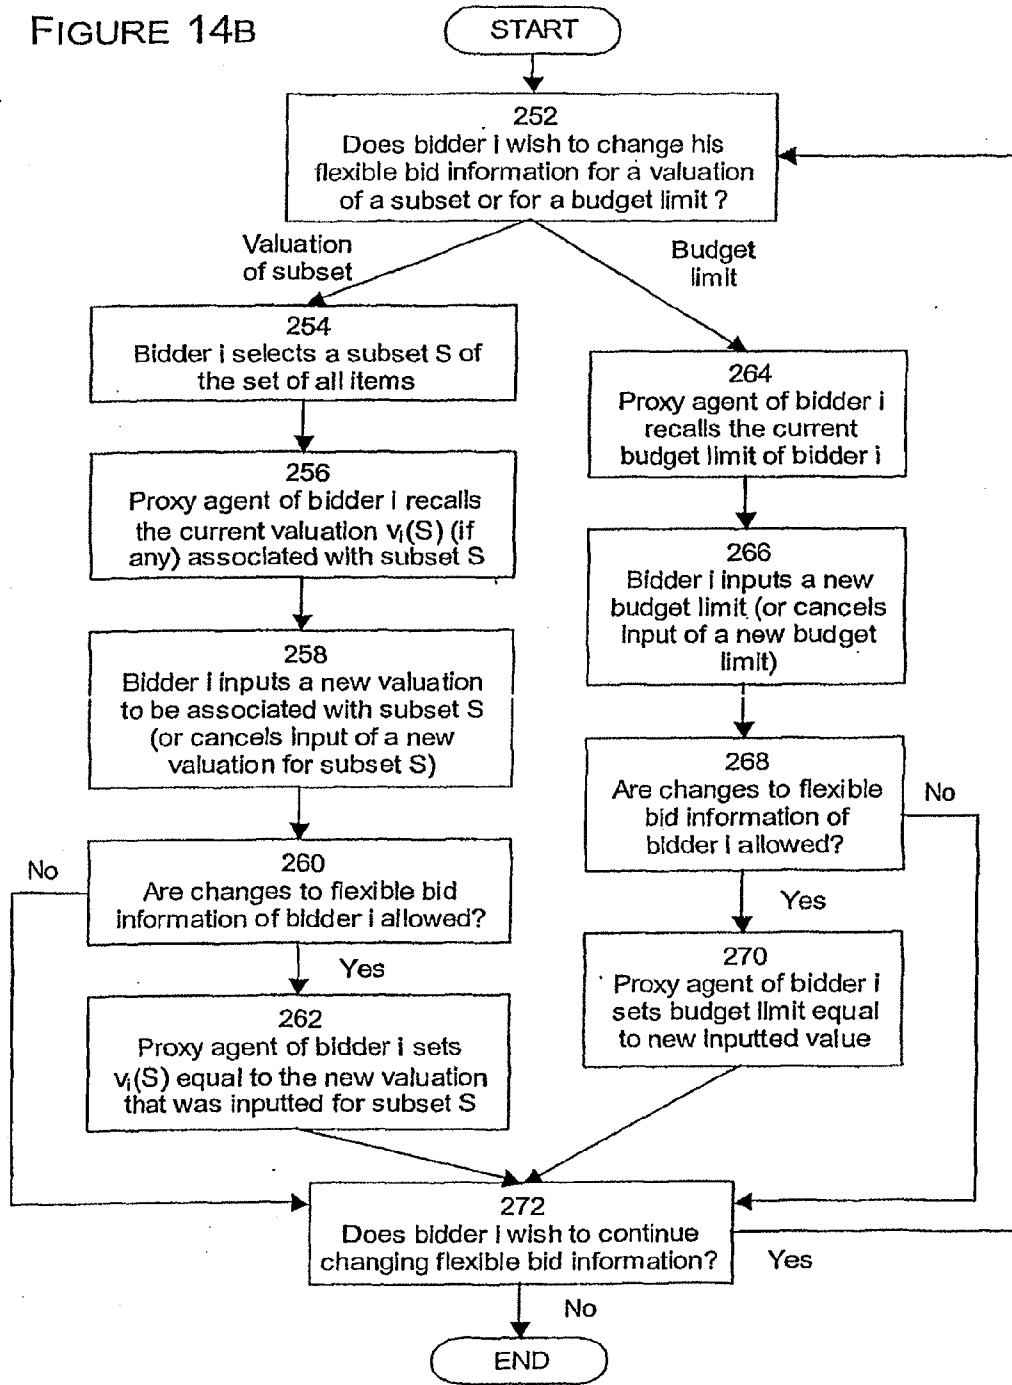 FIGURE 14B
START
252
Does bidder i wish to change his
flexible bid information for a valuation
of a subset or for a budget limit ?
Valuation
of subset
Budget
limit
254
Bidder i selects a subset S of
the set of all items
256
Proxy agent of bidder i recalls
the current valuation vi(S) (if
any) associated with subset S
258
Bidder i inputs a new valuation
to be associated with subset S
(or cancels input of a new
valuation for subset S)
260
Are changes to flexible bid
information of bidder i allowed?
No
Yes
262
Proxy agent of bidder i sets
vi(S) equal to the new valuation
that was inputted for subset S
264
Proxy agent of bidder i
recalls the current
budget limit of bidder i
266
Bidder i inputs a new
budget limit (or cancels
input of a new budget
limit)
268
Are changes to flexible
bid information of
bidder i allowed?
No
Yes
270
Proxy agent of bidder i
sets budget limit equal
to new inputted value
272
Does bidder i wish to continue
changing flexible bid information?
Yes
No
END